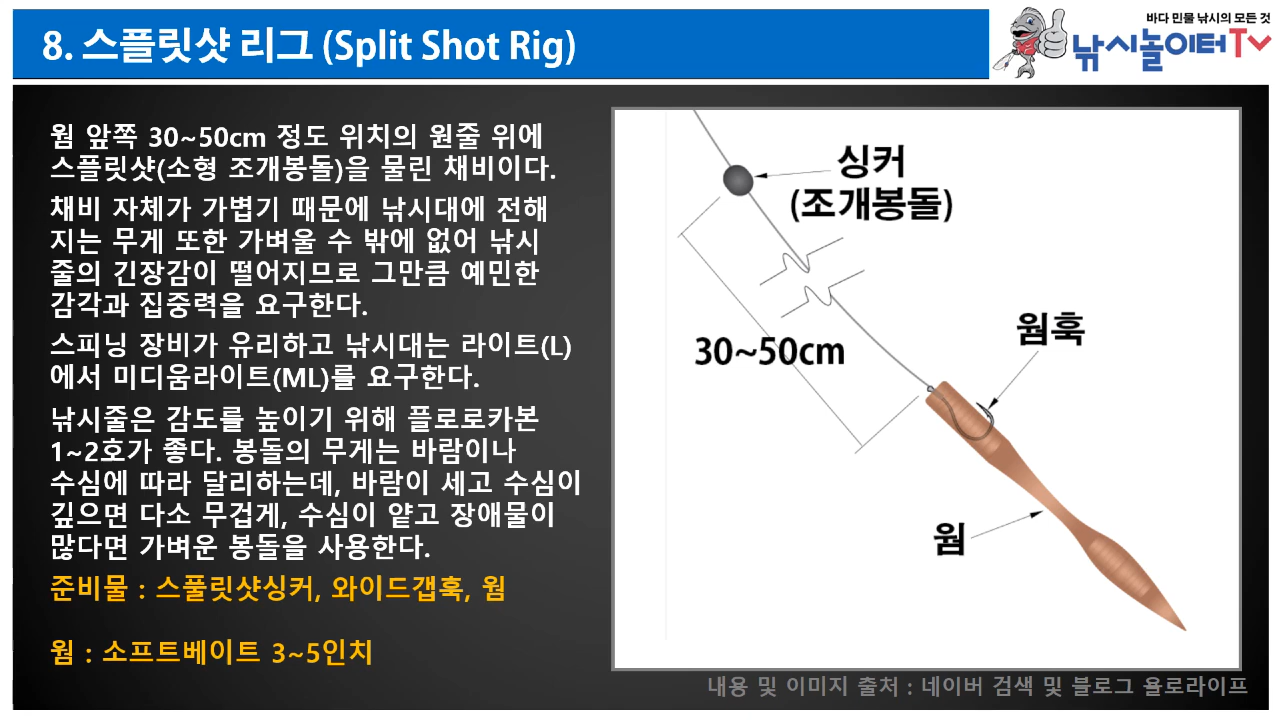 8. 스플릿샷 리그 (Split Shot Rig)
바다 민물 낚시의 모든 것
낚시놀이터TV
웜 앞쪽 30~50cm 정도 위치의 원줄 위에
스플릿샷(소형 조개봉돌)을 물린 채비이다.
채비 자체가 가볍기 때문에 낚시대에 전해
지는 무게 또한 가벼울 수 밖에 없어 낚시
줄의 긴장감이 떨어지므로 그만큼 예민한
감각과 집중력을 요구한다.
스피닝 장비가 유리하고 낚시대는 라이트(L)
에서 미디움라이트(ML)를 요구한다.
낚시줄은 감도를 높이기 위해 플로로카본
1~2호가 좋다. 봉돌의 무게는 바람이나
수심에 따라 달리하는데, 바람이 세고 수심이
깊으면 다소 무겁게, 수심이 얕고 장애물이
많다면 가벼운 봉돌을 사용한다.
준비물 : 스풀릿샷싱커, 와이드갭훅, 웜
웜 : 소프트베이트 3~5인치
싱커
(조개봉돌)
웜훅
30~50cm
웜
내용 및 이미지 출처 : 네이버 검색 및 블로그 욜로라이프